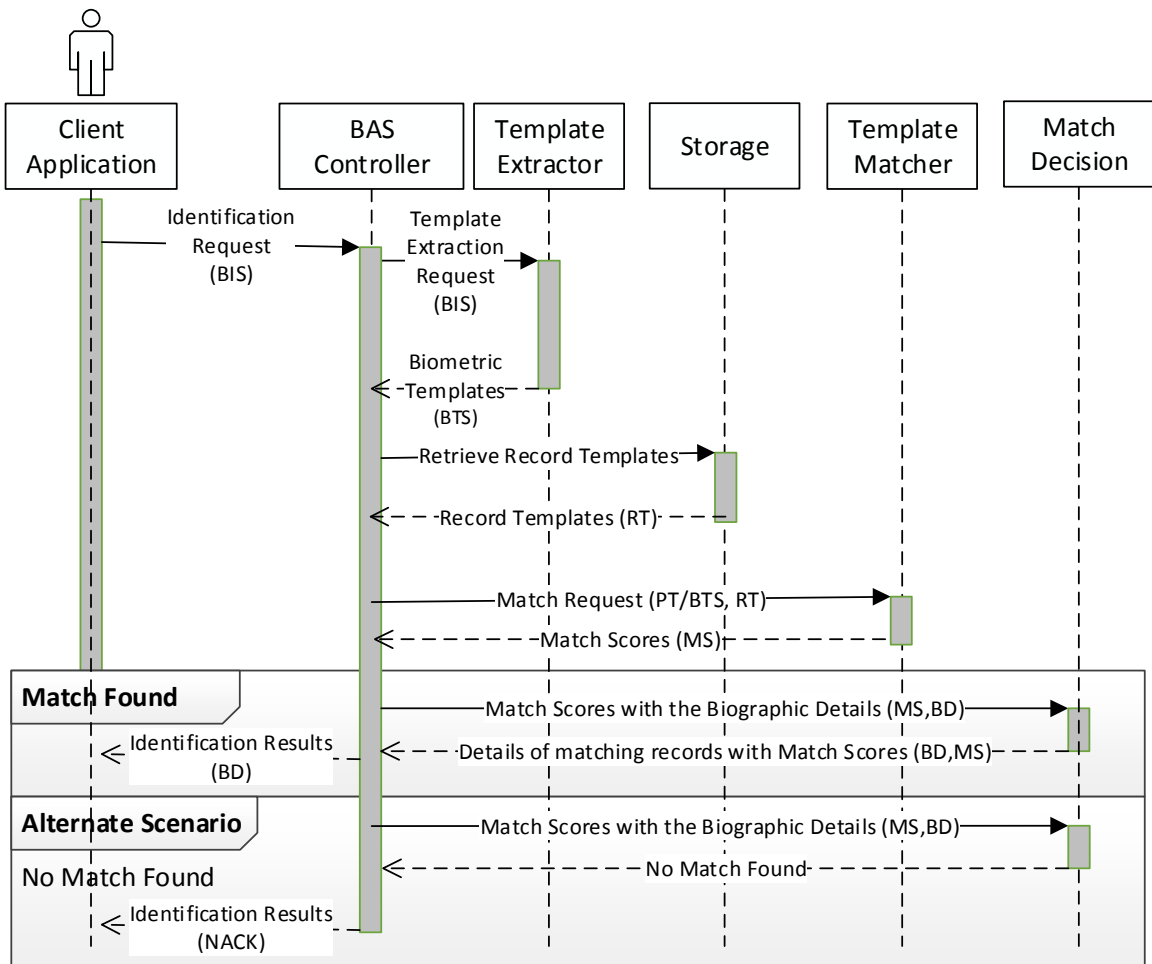 Client
Application
BAS
Controller
Template
Extractor
Storage
Template
Matcher
Match
Decision
Identification
Request
(BIS)
Template
Extraction
Request
(BIS)
Biometric
Templates
(BTS)
Retrieve Record Templates
Record Templates (RT)
Match Request (PT/BTS, RT)
Match Scores (MS)
Match Found
Match Scores with the Biographic Details (MS,BD)
Identification Results
(BD)
Details of matching records with Match Scores (BD,MS)
Alternate Scenario
Match Scores with the Biographic Details (MS,BD)
No Match Found
No Match Found
Identification Results
(NACK)